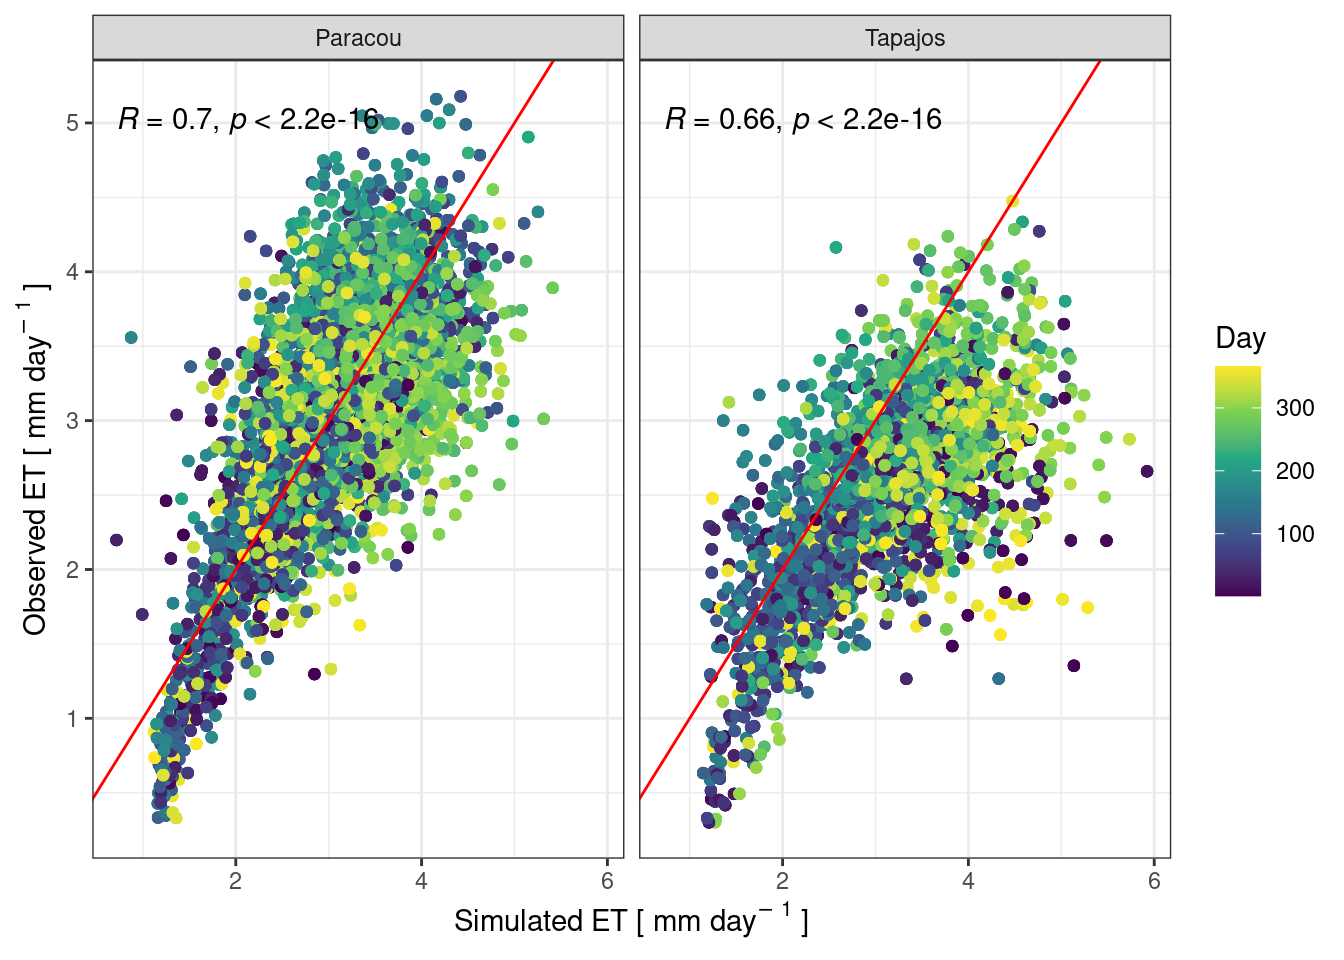 Paracou
Tapajos
R = 0.7, p < 2.2e-16
R = 0.66, p < 2.2e-16
5
4
3
2
1
Observed ET [ mm day− 1 ]
2
4
6
2
4
6
Simulated ET [ mm day− 1 ]
Day
300
200
100